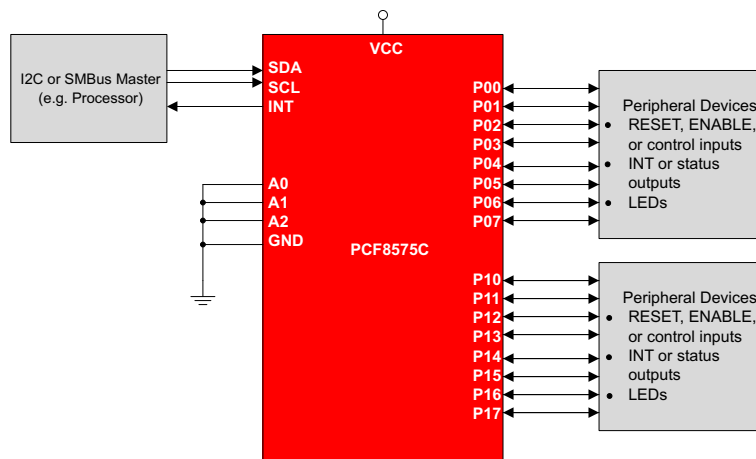 VCC
I2C or SMBus Master
(e.g. Processor)
SDA
SCL
INT
A0
A1
A2
GND
PCF8575C
P00
P01
P02
P03
P04
P05
P06
P07
Peripheral Devices
• RESET, ENABLE,
or control inputs
• INT or status
outputs
• LEDs
P10
P11
P12
P13
P14
P15
P16
P17
Peripheral Devices
• RESET, ENABLE,
or control inputs
• INT or status
outputs
• LEDs